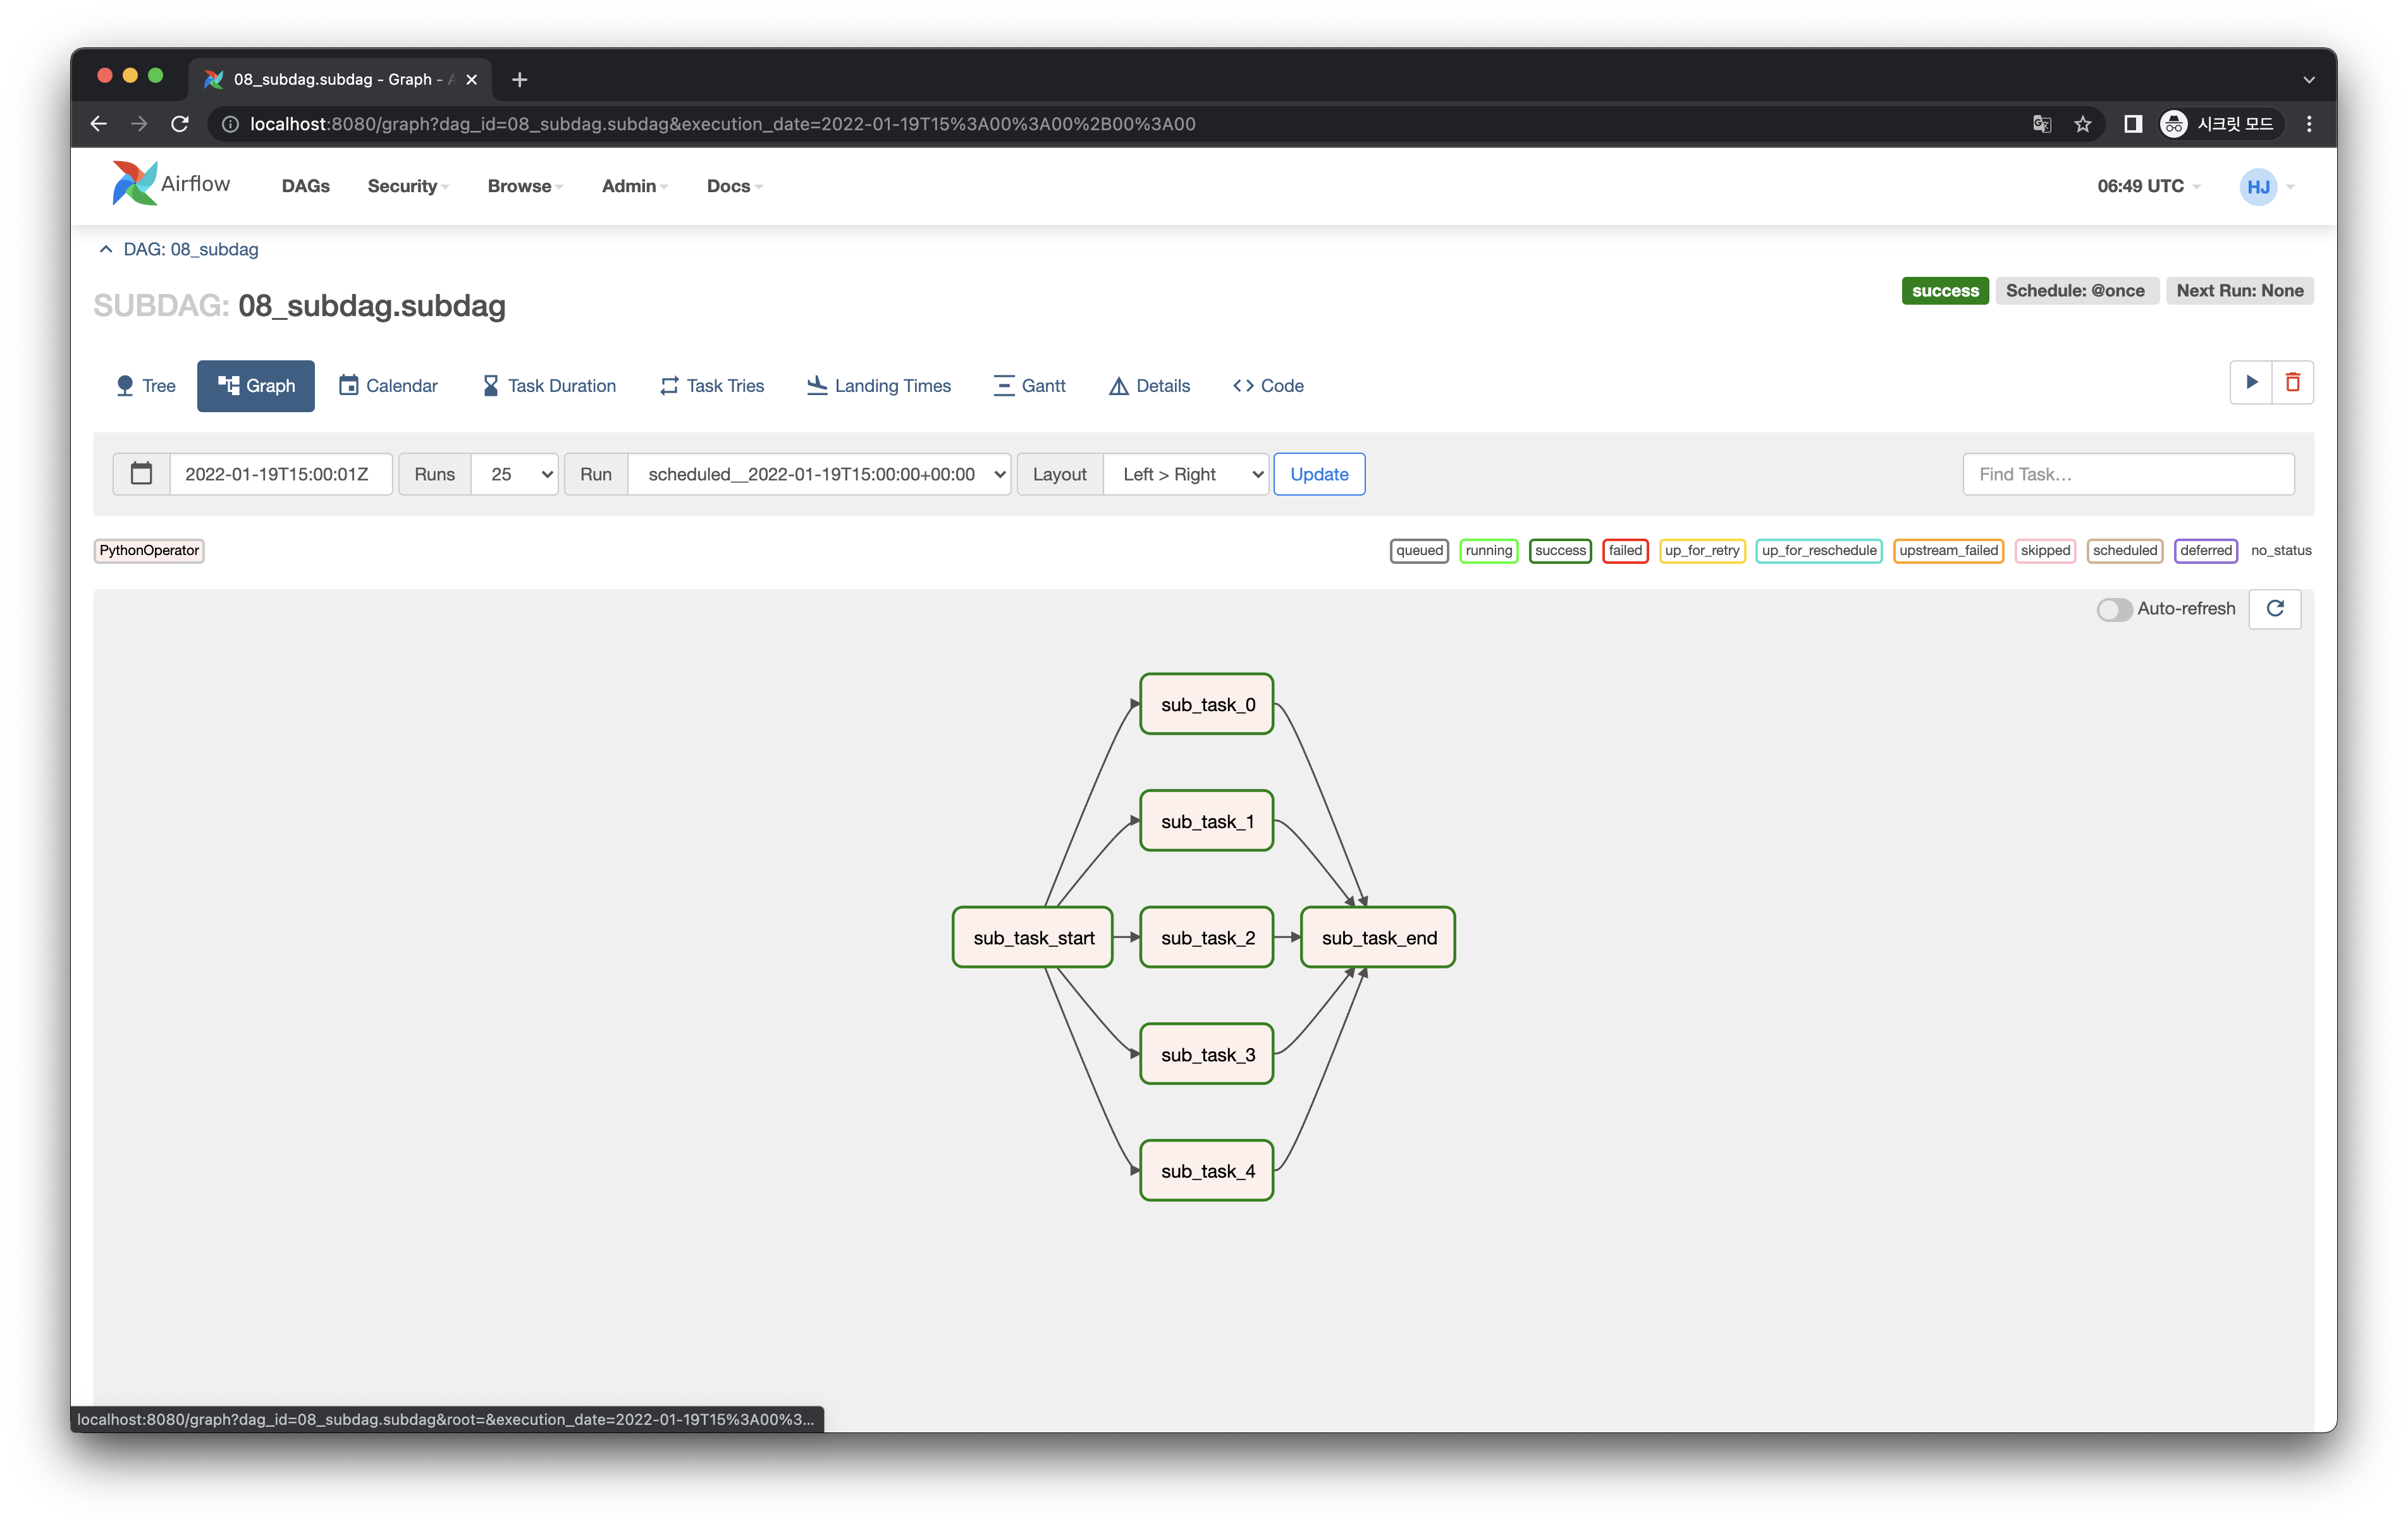 08_subdag.subdag - Graph - A
localhost:8080/graph?dag_id=08_subdag.subdag&execution_date=2022-01-19T15%3A00%3A00%2B00%3A00
시크릿 모드
Airflow DAGs Security Browse Admin Docs 06:49 UTC HJ
DAG: 08_subdag
success Schedule: @once Next Run: None
SUBDAG: 08_subdag.subdag
Tree Graph Calendar Task Duration Task Tries Landing Times Gantt Details Code
2022-01-19T15:00:01Z Runs 25 Run scheduled__2022-01-19T15:00:00+00:00 Layout Left > Right Update Find Task...
PythonOperator queued running success failed up_for_retry up_for_reschedule upstream_failed skipped scheduled deferred no_status
Auto-refresh
sub_task_0
sub_task_1
sub_task_start sub_task_2 sub_task_end
sub_task_3
sub_task_4
localhost:8080/graph?dag_id=08_subdag.subdag&root=&execution_date=2022-01-19T15%3A00%3...